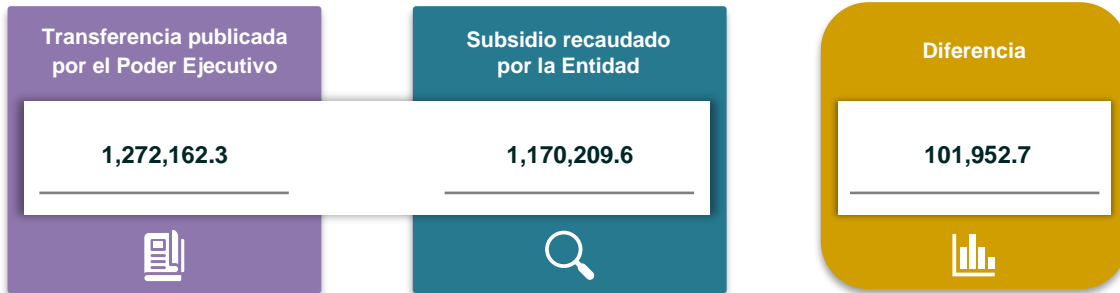 Transferencia publicada
por el Poder Ejecutivo
1,272,162.3
Subsidio recaudado
por la Entidad
1,170,209.6
Diferencia
101,952.7